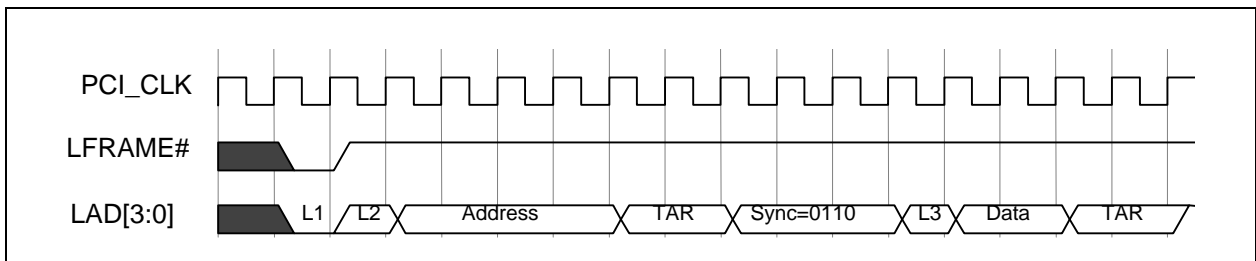 PCI_CLK
LFRAME#
LAD[3:0] L1 L2 Address TAR Sync=0110 L3 Data TAR